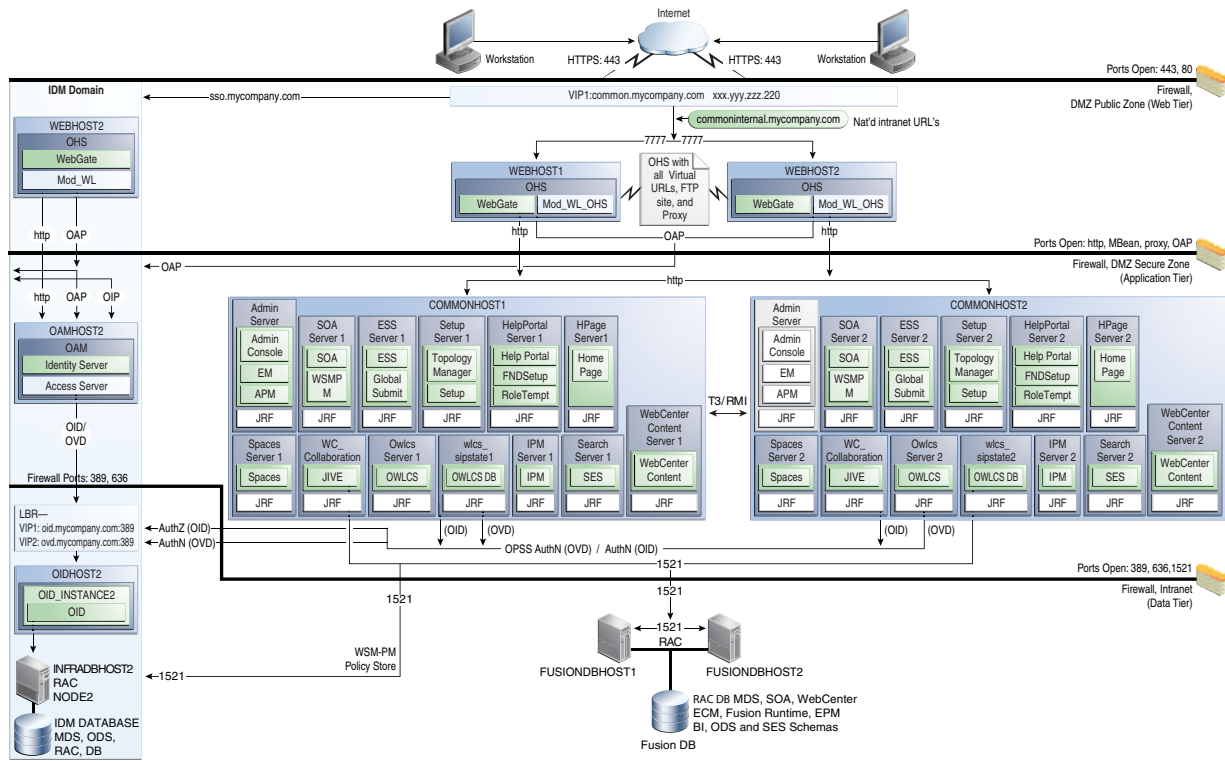 Internet
Workstation
HTTPS: 443
HTTPS: 443
Workstation
Ports Open: 443, 80
Firewall,
DMZ Public Zone (Web Tier)
IDM Domain
sso.mycompany.com
VIP1:common.mycompany.com xxx.yyy.zzz.220
commoninternal.mycompany.com
Nat'd intranet URL's
7777
7777
WEBHOST2
OHS
WebGate
Mod_WL
WEBHOST1
OHS
WebGate
Mod_WL_OHS
OHS with
all Virtual
URLs, FTP
site, and
Proxy
WEBHOST2
OHS
WebGate
Mod_WL_OHS
http
OAP
http
OAP
http
Ports Open: http, MBean, proxy, OAP
Firewall, DMZ Secure Zone
(Application Tier)
OAP
http
http
OAP
OIP
OAMHOST2
OAM
Identity Server
Access Server
OID/
OVD
COMMONHOST1
Admin
Server
Admin
Console
EM
APM
JRF
SOA
Server 1
SOA
WSMP
M
JRF
ESS
Server 1
ESS
Global
Submit
JRF
Setup
Server 1
Topology
Manager
Setup
JRF
HelpPortal
Server 1
Help Portal
FNDSetup
RoleTempt
JRF
HPage
Server1
Home
Page
JRF
WebCenter
Content
Server 1
WebCenter
Content
JRF
Spaces
Server 1
Spaces
JRF
WC_
Collaboration
JIVE
JRF
Owlcs
Server 1
OWLCS
JRF
wlcs_
sipstate1
OWLCS DB
JRF
IPM
Server 1
IPM
JRF
Search
Server 1
SES
JRF
T3/RMI
COMMONHOST2
Admin
Server
Admin
Console
EM
APM
JRF
SOA
Server 2
SOA
WSMP
M
JRF
ESS
Server 2
ESS
Global
Submit
JRF
Setup
Server 2
Topology
Manager
Setup
JRF
HelpPortal
Server 2
Help Portal
FNDSetup
RoleTempt
JRF
HPage
Server 2
Home
Page
JRF
WebCenter
Content
Server 2
WebCenter
Content
JRF
Spaces
Server 2
Spaces
JRF
WC_
Collaboration
JIVE
JRF
Owlcs
Server 2
OWLCS
JRF
wlcs_
sipstate2
OWLCS DB
JRF
IPM
Server 2
IPM
JRF
Search
Server 2
SES
JRF
Firewall Ports: 389, 636
LBR—
VIP1: oid.mycompany.com:389
VIP2: ovd.mycompany.com:389
AuthZ (OID)
AuthN (OVD)
(OID)
(OVD)
(OID)
(OVD)
OPSS AuthN (OVD) / AuthN (OID)
1521
Ports Open: 389, 636,1521
Firewall, Intranet
(Data Tier)
OIDHOST2
OID_INSTANCE2
OID
1521
1521
1521
RAC
FUSIONDBHOST1
FUSIONDBHOST2
WSM-PM
Policy Store
1521
INFRADBHOST2
RAC
NODE2
IDM DATABASE
MDS, ODS,
RAC, DB
RAC DB MDS, SOA, WebCenter
ECM, Fusion Runtime, EPM
BI, ODS and SES Schemas
Fusion DB